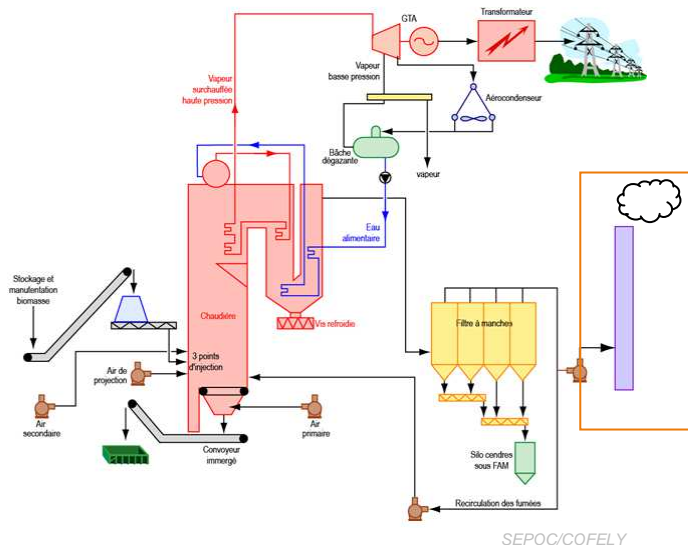 GTA
Transformateur
Vapeur
basse pression
Vapeur
surchauffée
haute pression
Aérocondenseur
Bâche
dégazante
vapeur
Eau
alimentaire
Stockage et
manutentation
biomasse
Chaudière
Vis refroidie
Filtre à manches
3 points
d'injection
Air de
projection
Air
secondaire
Air
primaire
Convoyeur
immergé
Silo cendres
sous FAM
Recirculation des fumées
SEPOC/COFELY